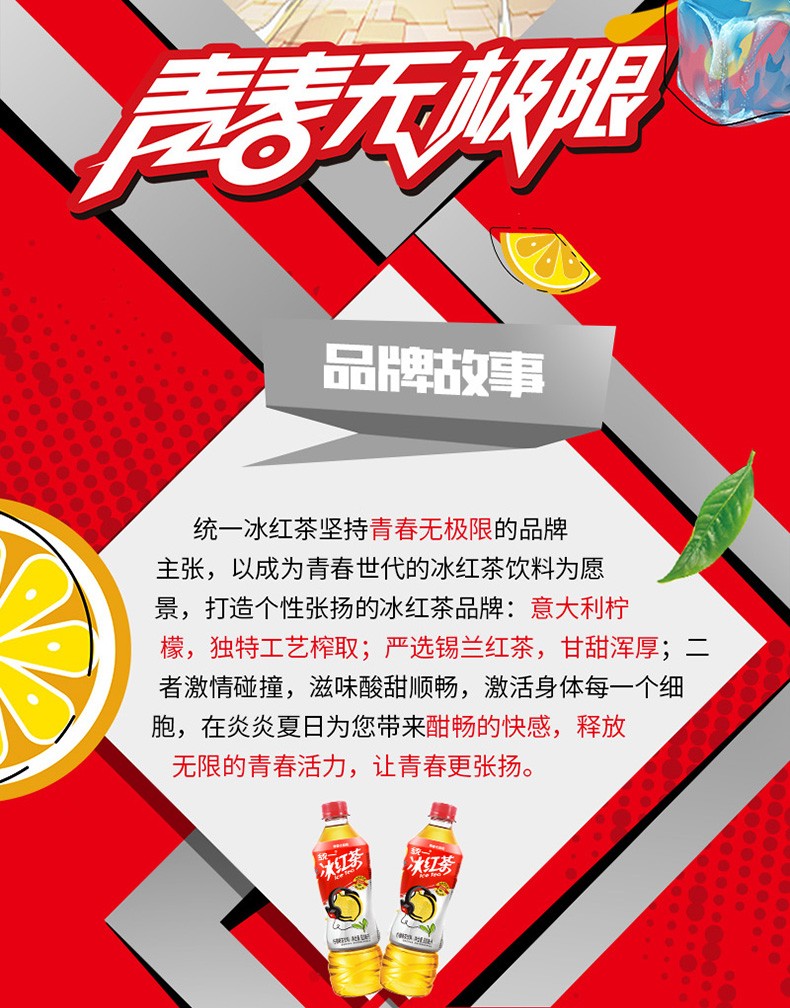 青春无极限
品牌故事
统一冰红茶坚持青春无极限的品牌
主张，以成为青春世代的冰红茶饮料为愿
景，打造个性张扬的冰红茶品牌：意大利柠
檬，独特工艺榨取；严选锡兰红茶，甘甜浑厚；二
者激情碰撞，滋味酸甜顺畅，激活身体每一个细
胞，在炎炎夏日为您带来酣畅的快感，释放
无限的青春活力，让青春更张扬。
统一
冰红茶
Ice Tea
统一
冰红茶
Ice Tea